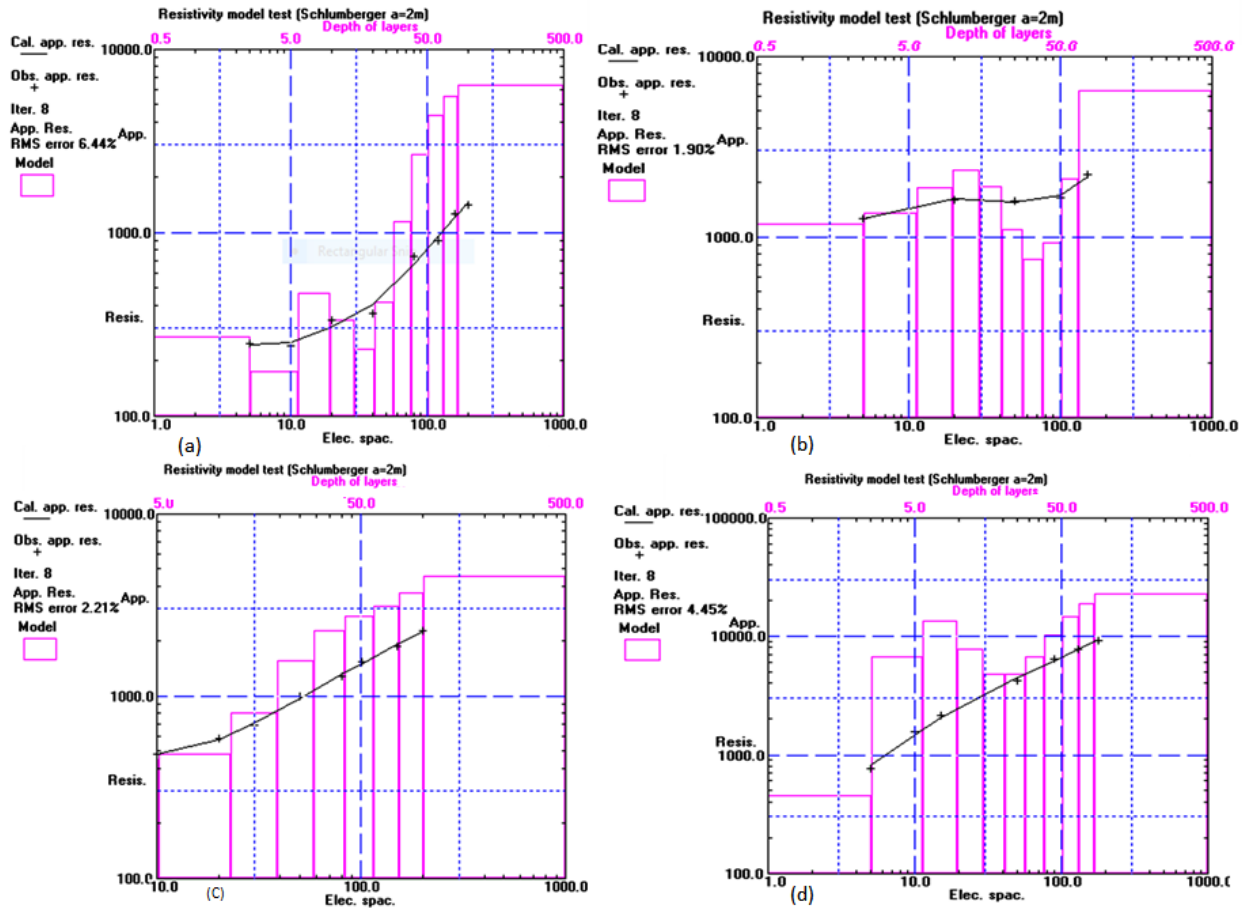 Resistivity model test (Schlumberger a=2m)
Depth of layers
Cal. app. res.
0.5 5.0 50.0 500.0
10000.0
Obs. app. res.
Iter. 8
App. Res.
RMS error 6.44%
App.
Model
1000.0
Rectangular Sni
Resis.
100.0
1.0 10.0 100.0 1000.0
Elec. spac.
(a)
Resistivity model test (Schlumberger a=2m)
Depth of layers
Cal. app. res.
0.5 5.0 50.0 500.0
10000.0
Obs. app. res.
Iter. 8
App. Res.
RMS error 1.90%
App.
Model
1000.0
Resis.
100.0
1.0 10.0 100.0 1000.0
Elec. spac.
(b)
Resistivity model test (Schlumberger a=2m)
Depth of layers
Cal. app. res.
5.0 50.0 500.0
10000.0
Obs. app. res.
Iter. 8
App. Res.
RMS error 2.21%
App.
Model
1000.0
Resis.
100.0
10.0 100.0 1000.0
Elec. spac.
(C)
Resistivity model test (Schlumberger a=2m)
Depth of layers
Cal. app. res.
0.5 5.0 50.0 500.0
100000.0
Obs. app. res.
Iter. 8
App. Res.
RMS error 4.45%
App.
10000.0
Model
1000.0
Resis.
100.0
1.0 10.0 100.0 1000.0
Elec. spac.
(d)